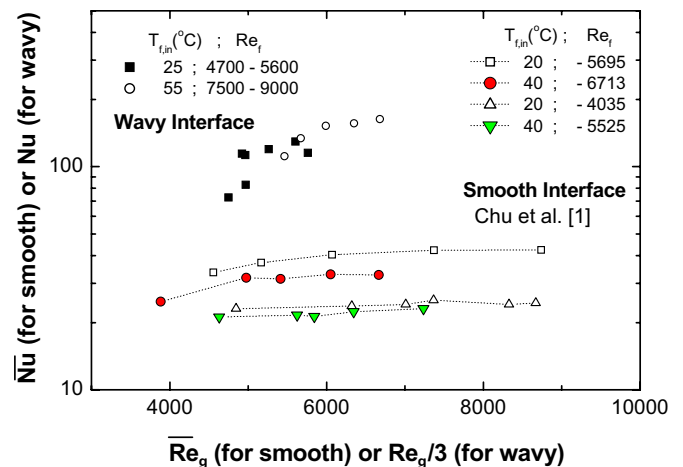 T_f,in(°C) ; Re_f
25 ; 4700 - 5600
55 ; 7500 - 9000
Wavy Interface
T_f,in(°C) ; Re_f
20 ; - 5695
40 ; - 6713
20 ; - 4035
40 ; - 5525
Smooth Interface
Chu et al. [1]
N̅u̅ (for smooth) or Nu (for wavy)
100
10
4000 6000 8000 10000
R̅e̅_g (for smooth) or Re_g/3 (for wavy)